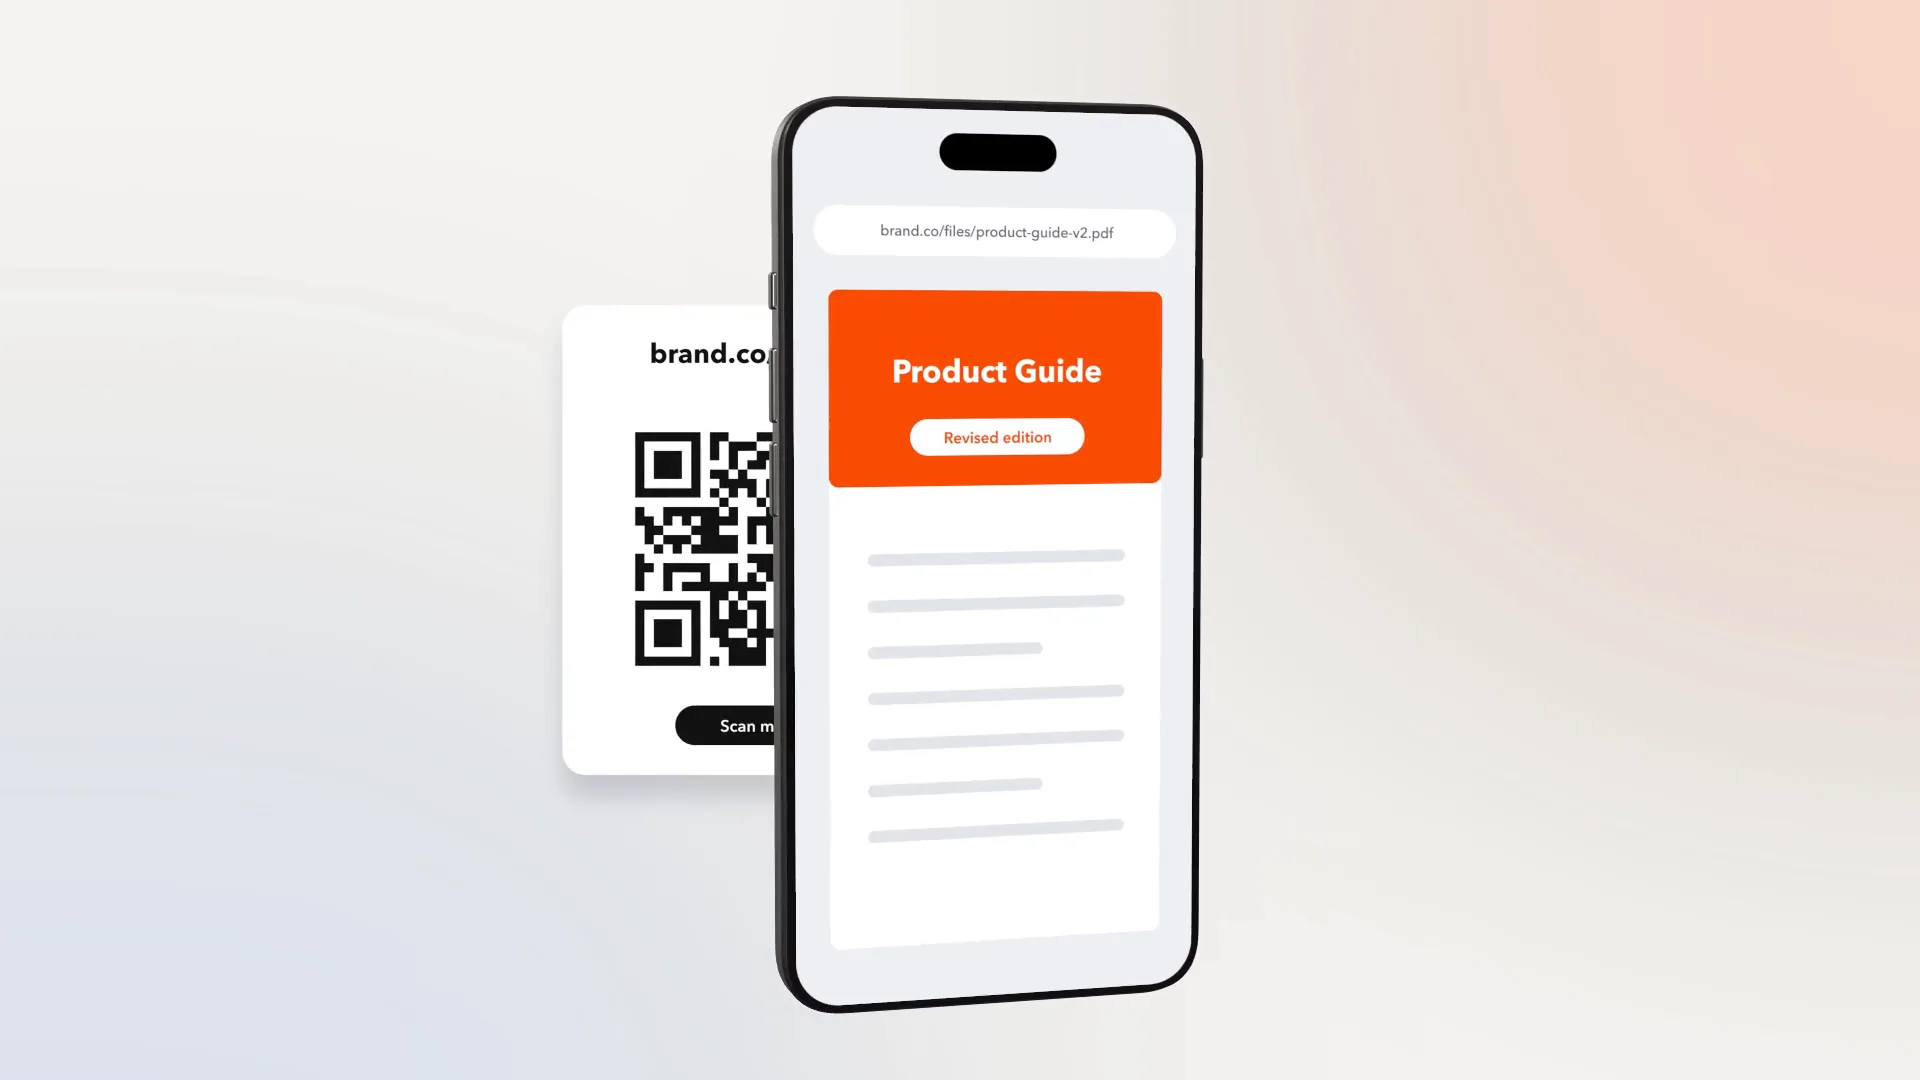 brand.co/files/product-guide-v2.pdf
Product Guide
Revised edition
brand.co/
Scan m